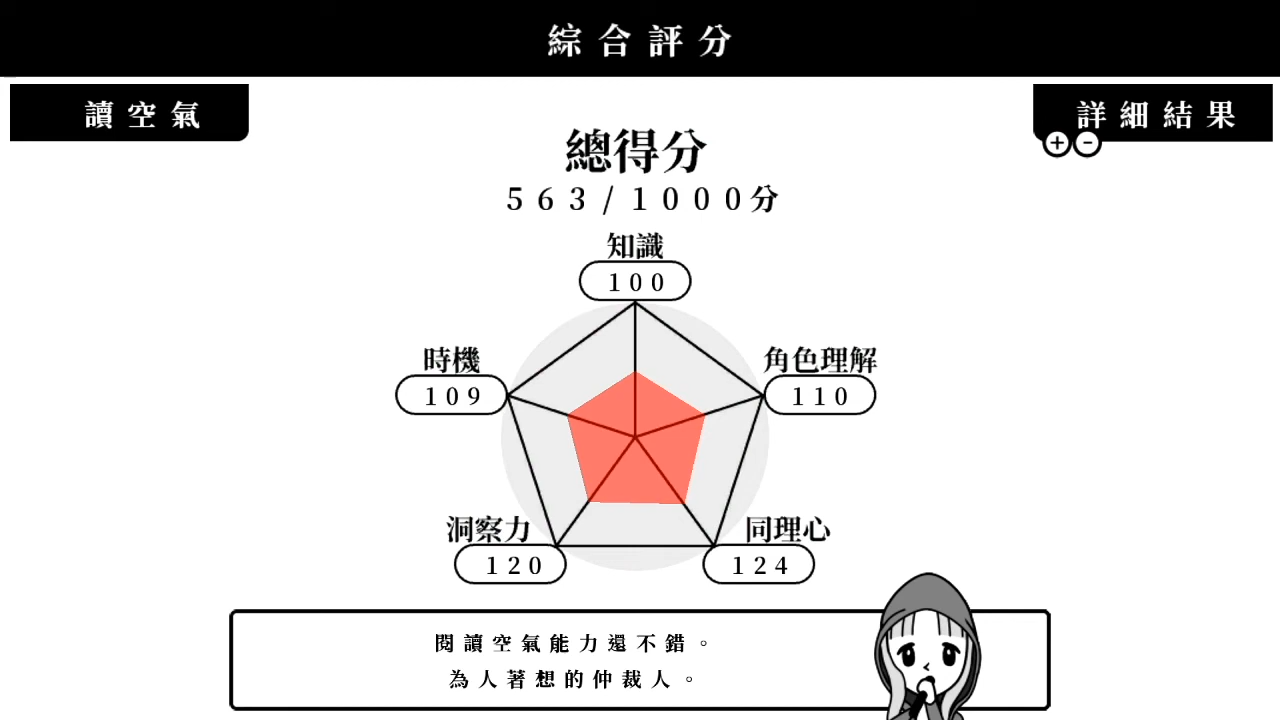 綜合評分
讀空氣
詳細結果
+ -
總得分
563/1000分
知識
100
時機
109
角色理解
110
洞察力
120
同理心
124
閱讀空氣能力還不錯。
為人著想的仲裁人。